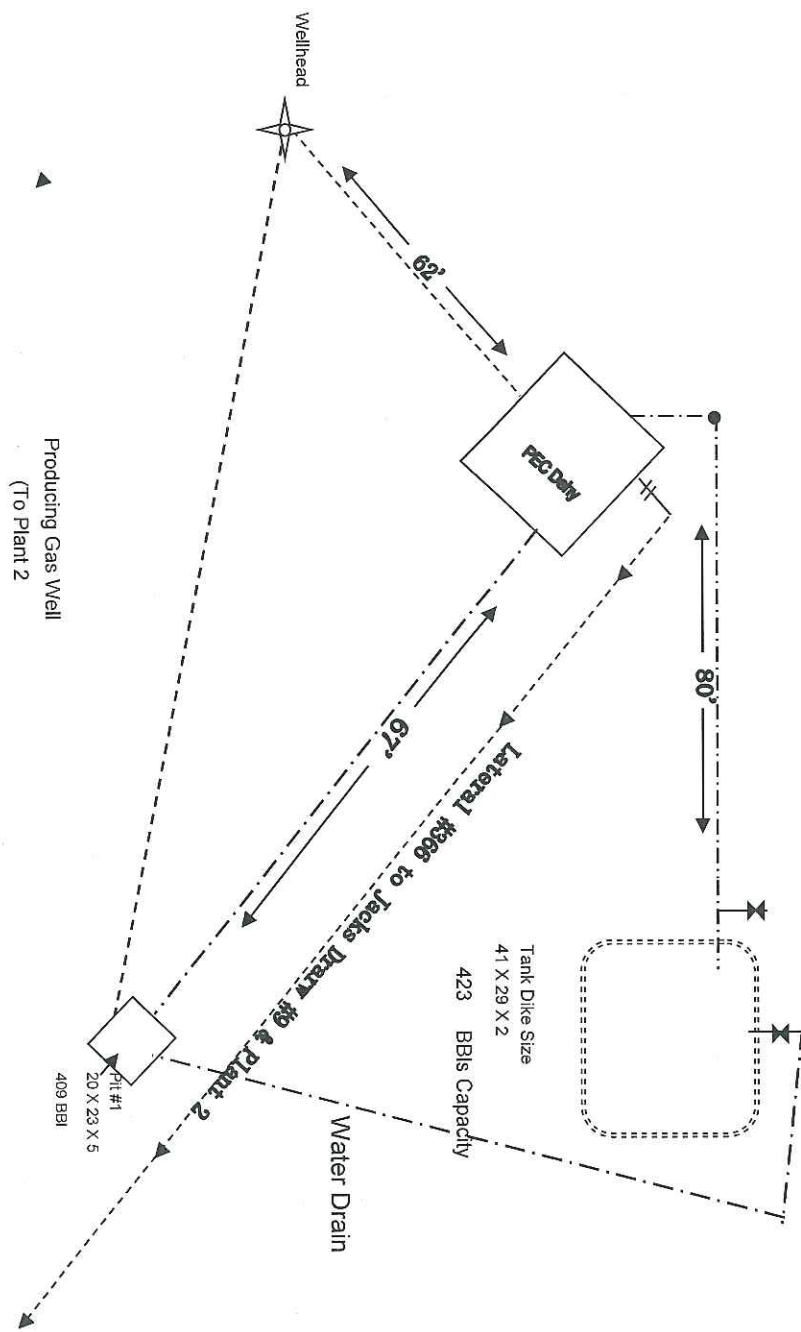 Wellhead
62'
PEC Dehy
80'
67'
Lateral #366 to Jacks Drarw #9 & Plant 2
Tank Dike Size
41 X 29 X 2
423 BBls Capacity
Water Drain
Pit #1
20 X 23 X 5
409 BBl
Producing Gas Well
(To Plant 2